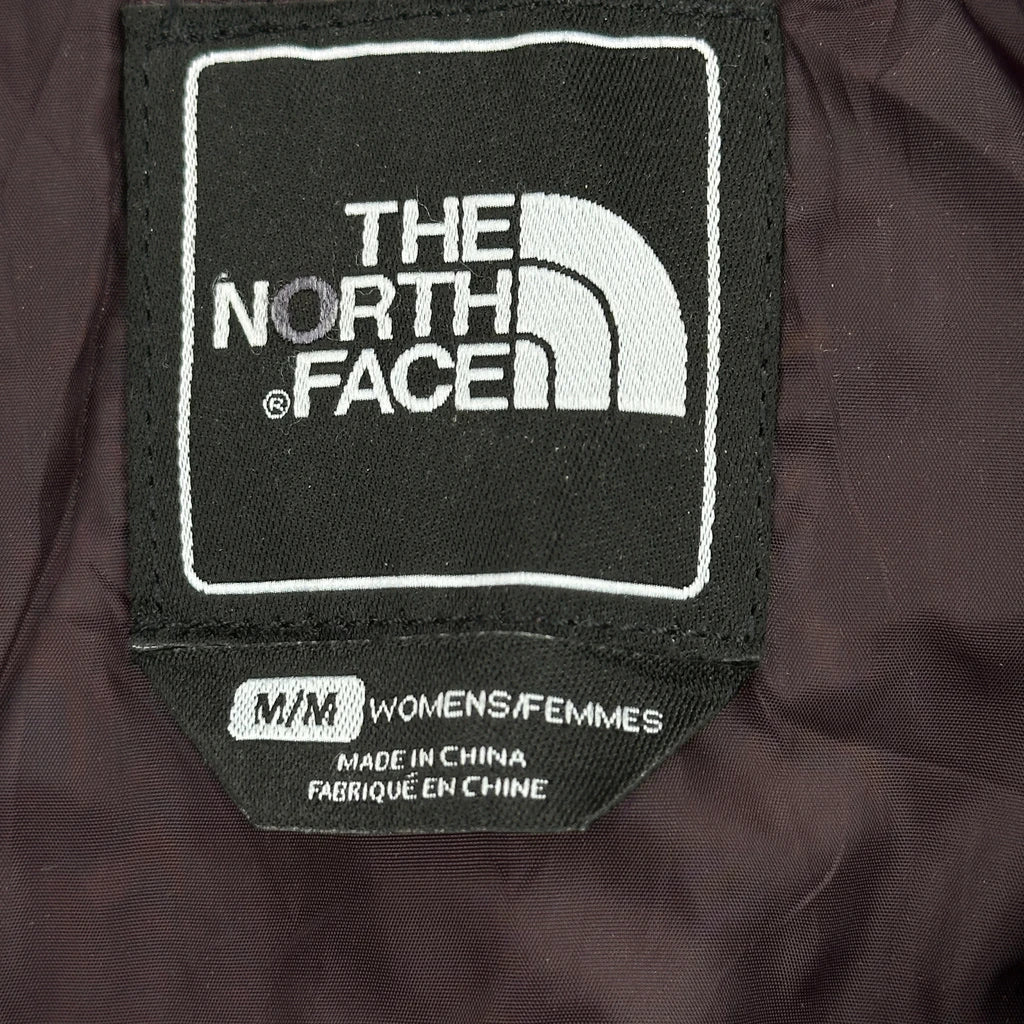 THE
NORTH
FACE
®
M/M WOMENS/FEMMES
MADE IN CHINA
FABRIQUÉ EN CHINE